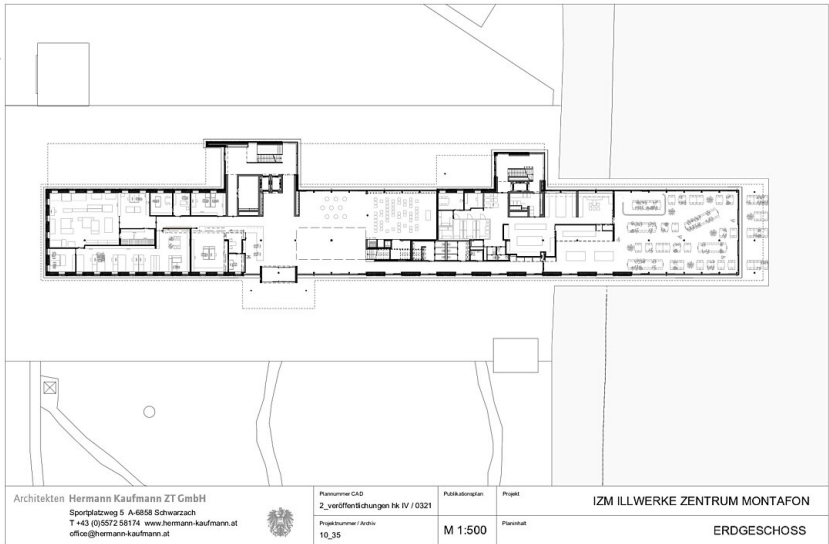 Architekten Hermann Kaufmann ZT GmbH
Sportplatzweg 5 A-6858 Schwarzach
T +43 (0)5572 58174 www.hermann-kaufmann.at
office@hermann-kaufmann.at
Plannummer CAD
2_veröffentlichungen hk IV / 0321
Projektnummer / Archiv
10_35
Publikationsplan
M 1:500
Projekt
IZM ILLWERKE ZENTRUM MONTAFON
Planinhalt
ERDGESCHOSS